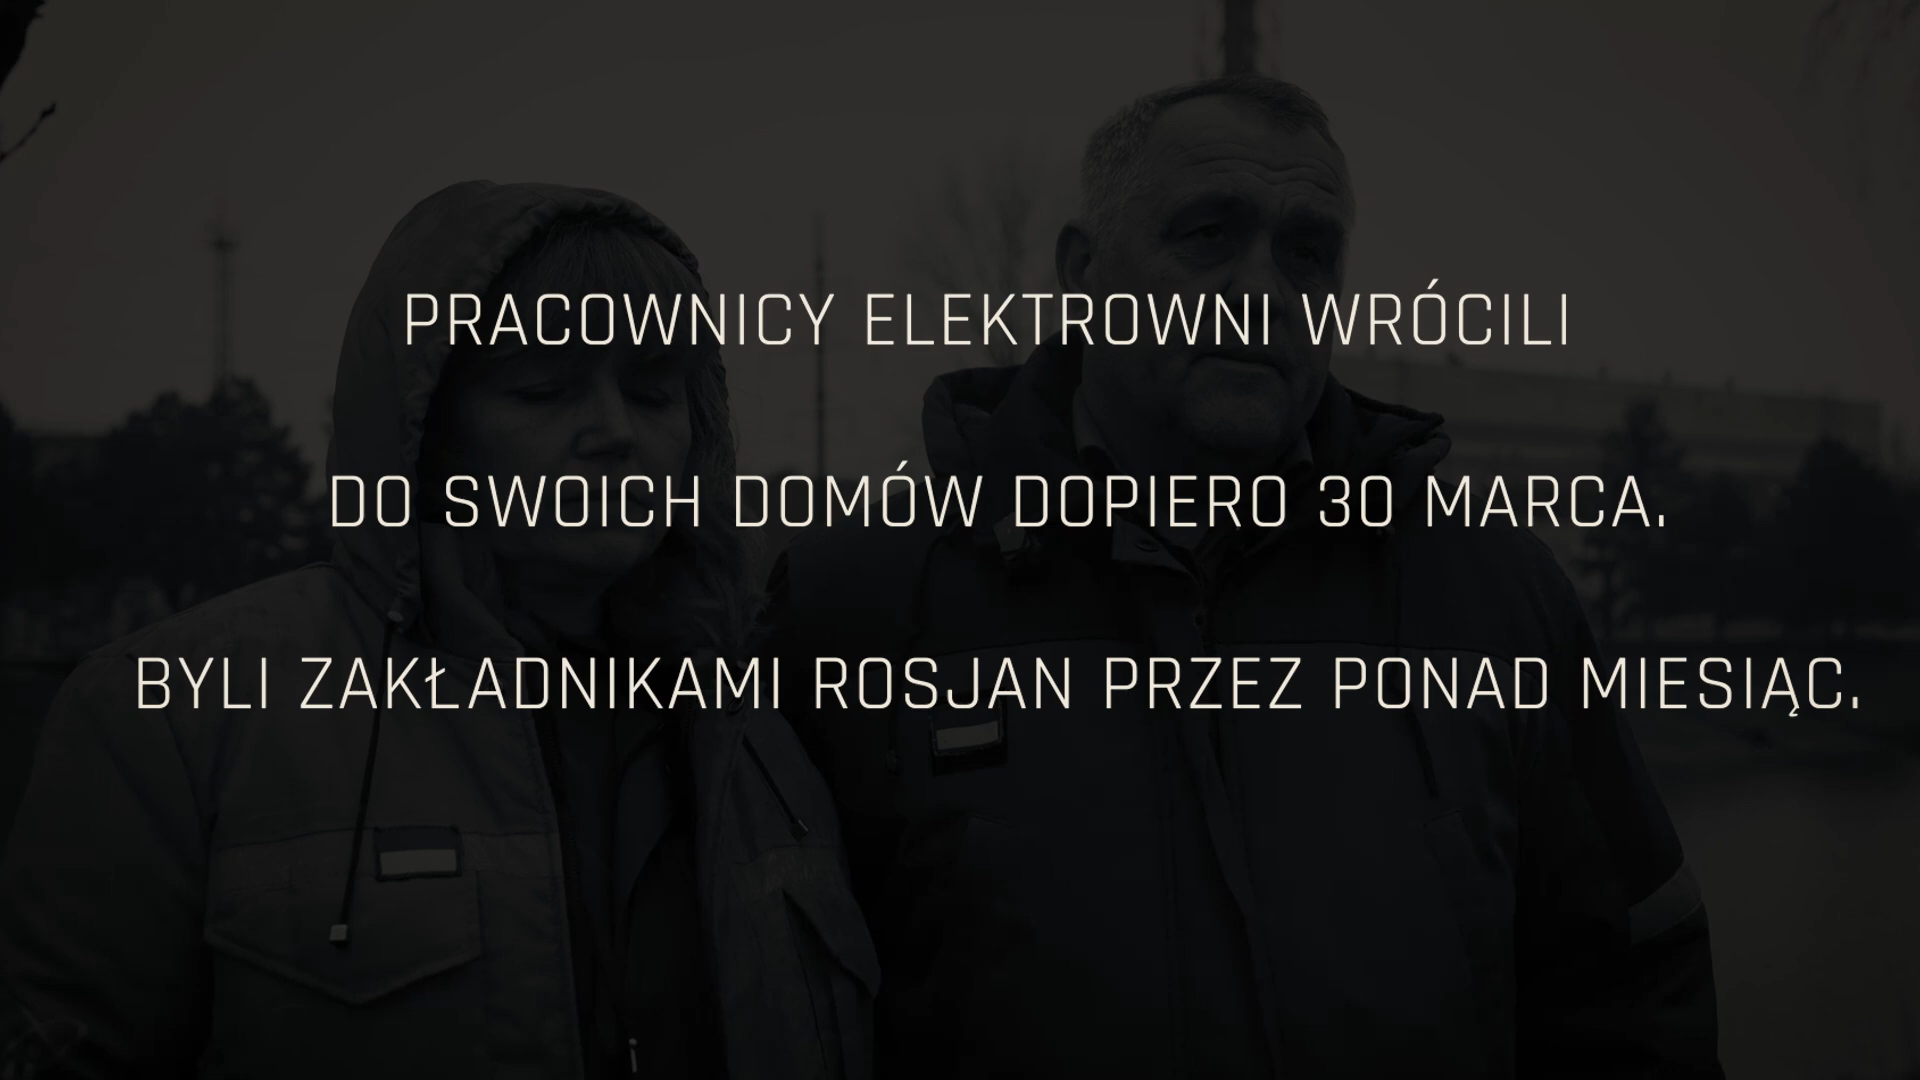 PRACOWNICY ELEKTROWNI WRÓCILI
DO SWOICH DOMÓW DOPIERO 30 MARCA.
BYLI ZAKŁADNIKAMI ROSJAN PRZEZ PONAD MIESIĄC.